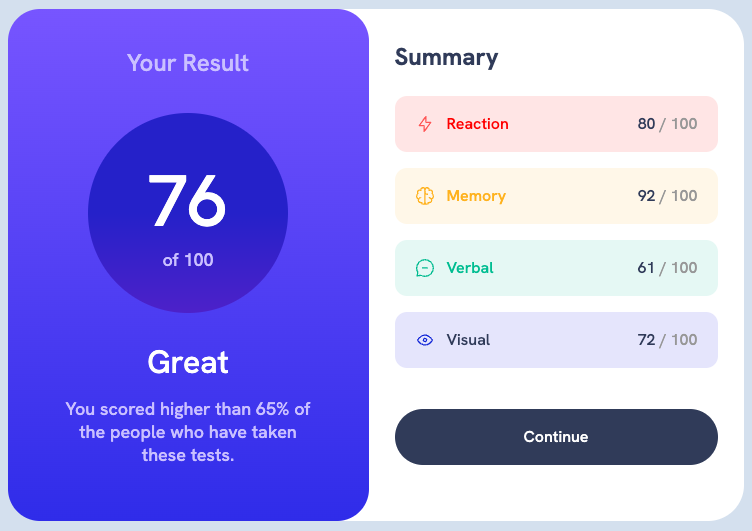 Your Result
76
of 100
Great
You scored higher than 65% of
the people who have taken
these tests.
Summary
Reaction 80 / 100
Memory 92 / 100
Verbal 61 / 100
Visual 72 / 100
Continue